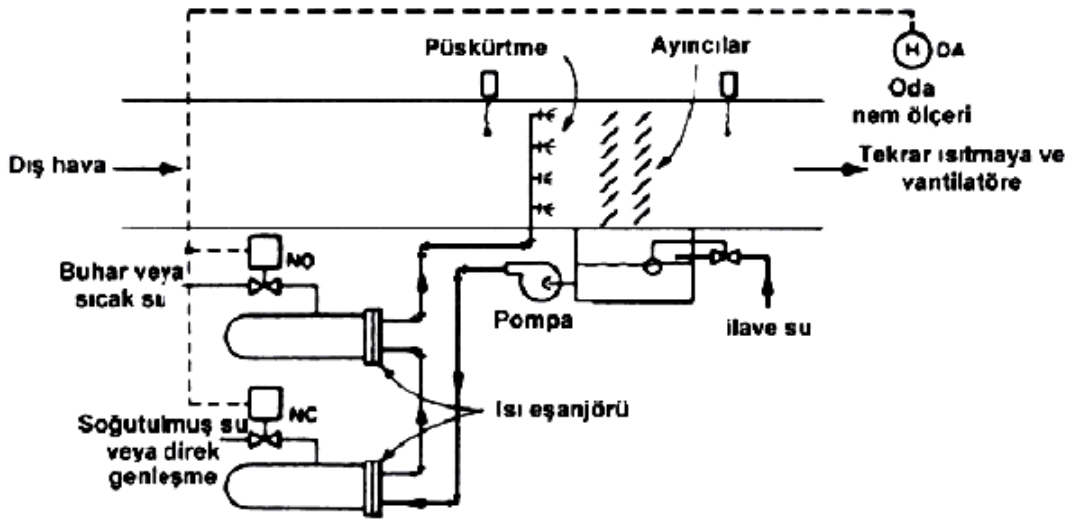 Püskürtme
Ayırıcılar
H DA
Oda
nem ölçeri
Dış hava
Tekrar ısıtmaya ve
vantilatöre
NO
Buhar veya
sıcak su
Pompa
ilave su
NC
Isı eşanjörü
Soğutulmuş su
veya direk
genleşme